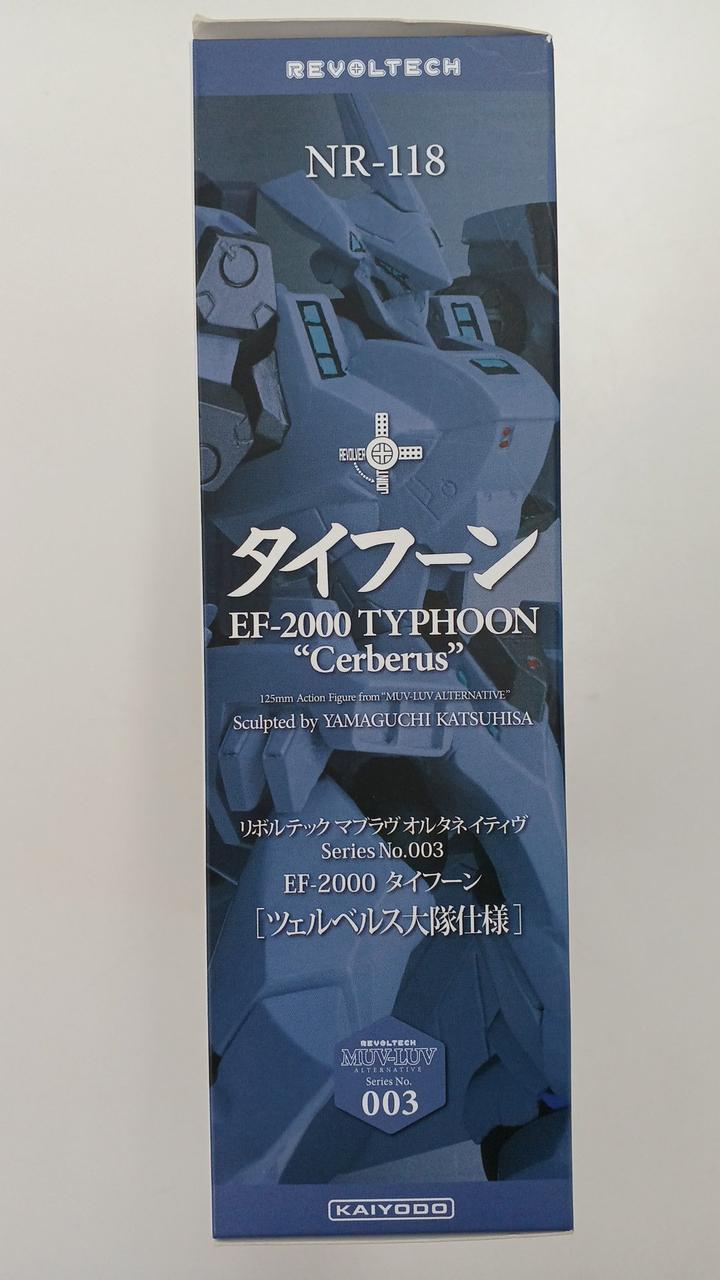 REVOLTECH
NR-118
REVOLVER
JOINT
タイフーン
EF-2000 TYPHOON
“Cerberus”
125mm Action Figure from “MUV-LUV ALTERNATIVE”
Sculpted by YAMAGUCHI KATSUHISA
リボルテック マブラヴ オルタネイティヴ
Series No.003
EF-2000 タイフーン
［ツェルベルス大隊仕様］
REVOLTECH
MUV-LUV
ALTERNATIVE
Series No.
003
KAIYODO